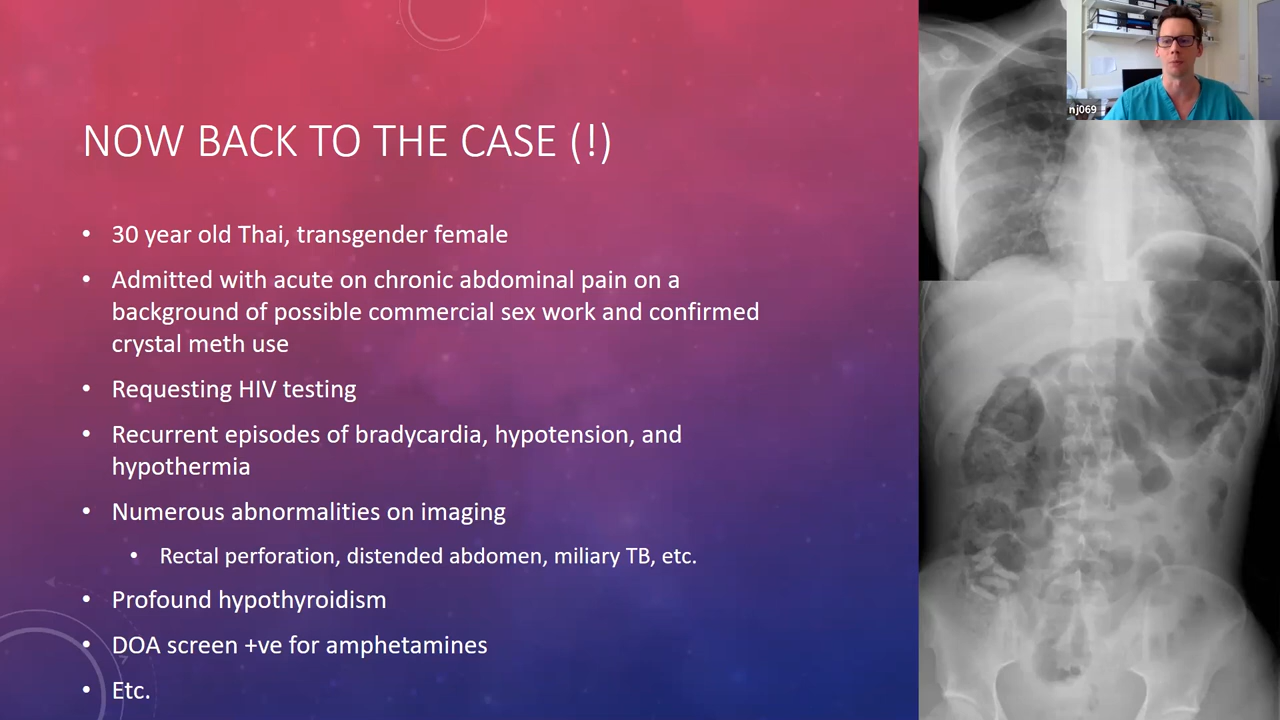 NOW BACK TO THE CASE (!)
• 30 year old Thai, transgender female
• Admitted with acute on chronic abdominal pain on a
background of possible commercial sex work and confirmed
crystal meth use
• Requesting HIV testing
• Recurrent episodes of bradycardia, hypotension, and
hypothermia
• Numerous abnormalities on imaging
• Rectal perforation, distended abdomen, miliary TB, etc.
• Profound hypothyroidism
• DOA screen +ve for amphetamines
• Etc.
nj069